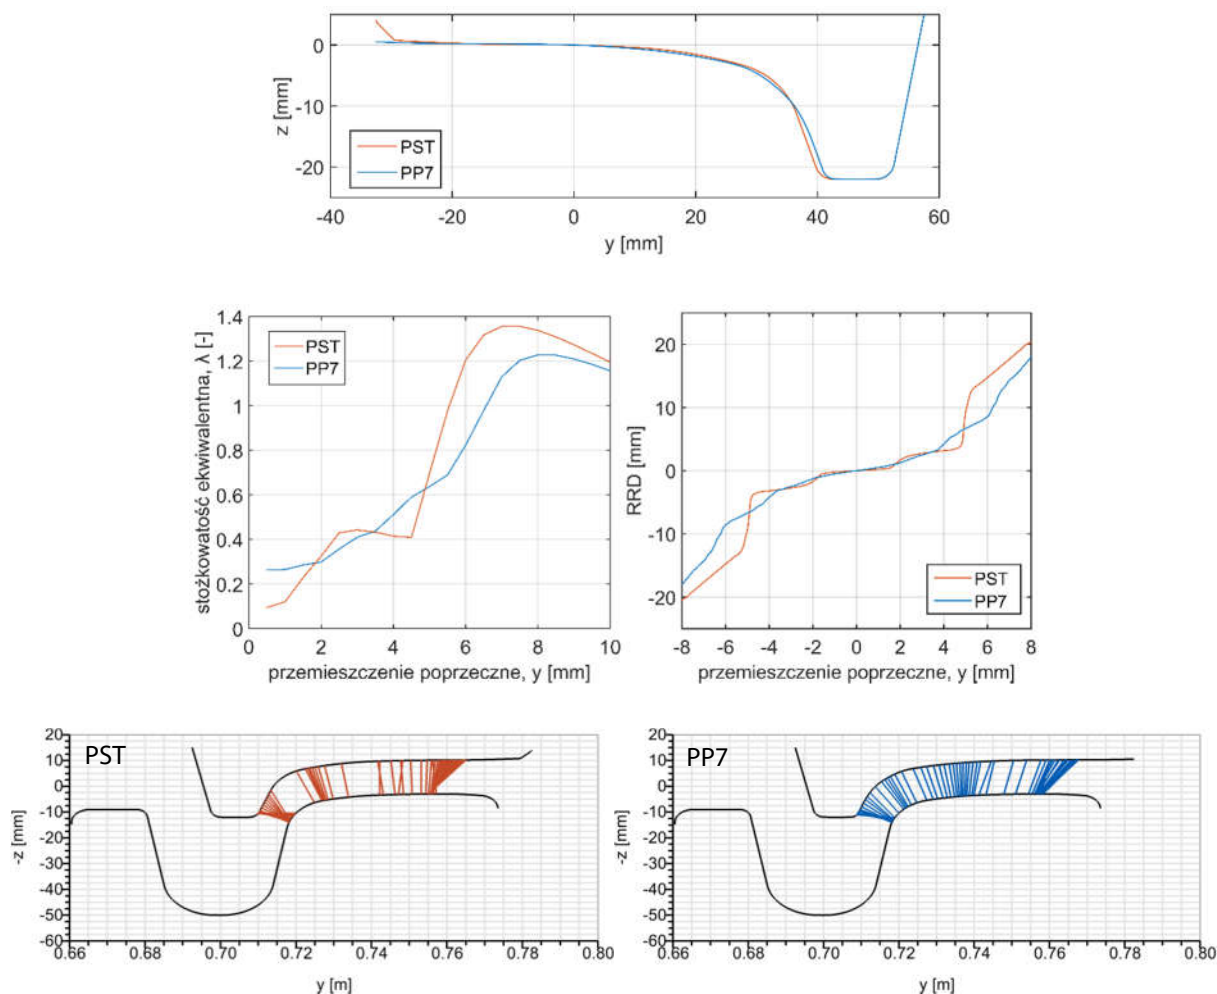 0
-10
-20
z [mm]
PST
PP7
-40 -20 0 20 40 60
y [mm]
1.4
1.2
1
0.8
0.6
0.4
0.2
0
stożkowatość ekwiwalentna, λ [-]
PST
PP7
0 2 4 6 8 10
przemieszczenie poprzeczne, y [mm]
20
10
0
-10
-20
RRD [mm]
PST
PP7
-8 -6 -4 -2 0 2 4 6 8
przemieszczenie poprzeczne, y [mm]
PST
20
10
0
-10
-20
-30
-40
-50
-60
-z [mm]
0.66 0.68 0.70 0.72 0.74 0.76 0.78 0.80
y [m]
PP7
20
10
0
-10
-20
-30
-40
-50
-60
-z [mm]
0.66 0.68 0.70 0.72 0.74 0.76 0.78 0.80
y [m]